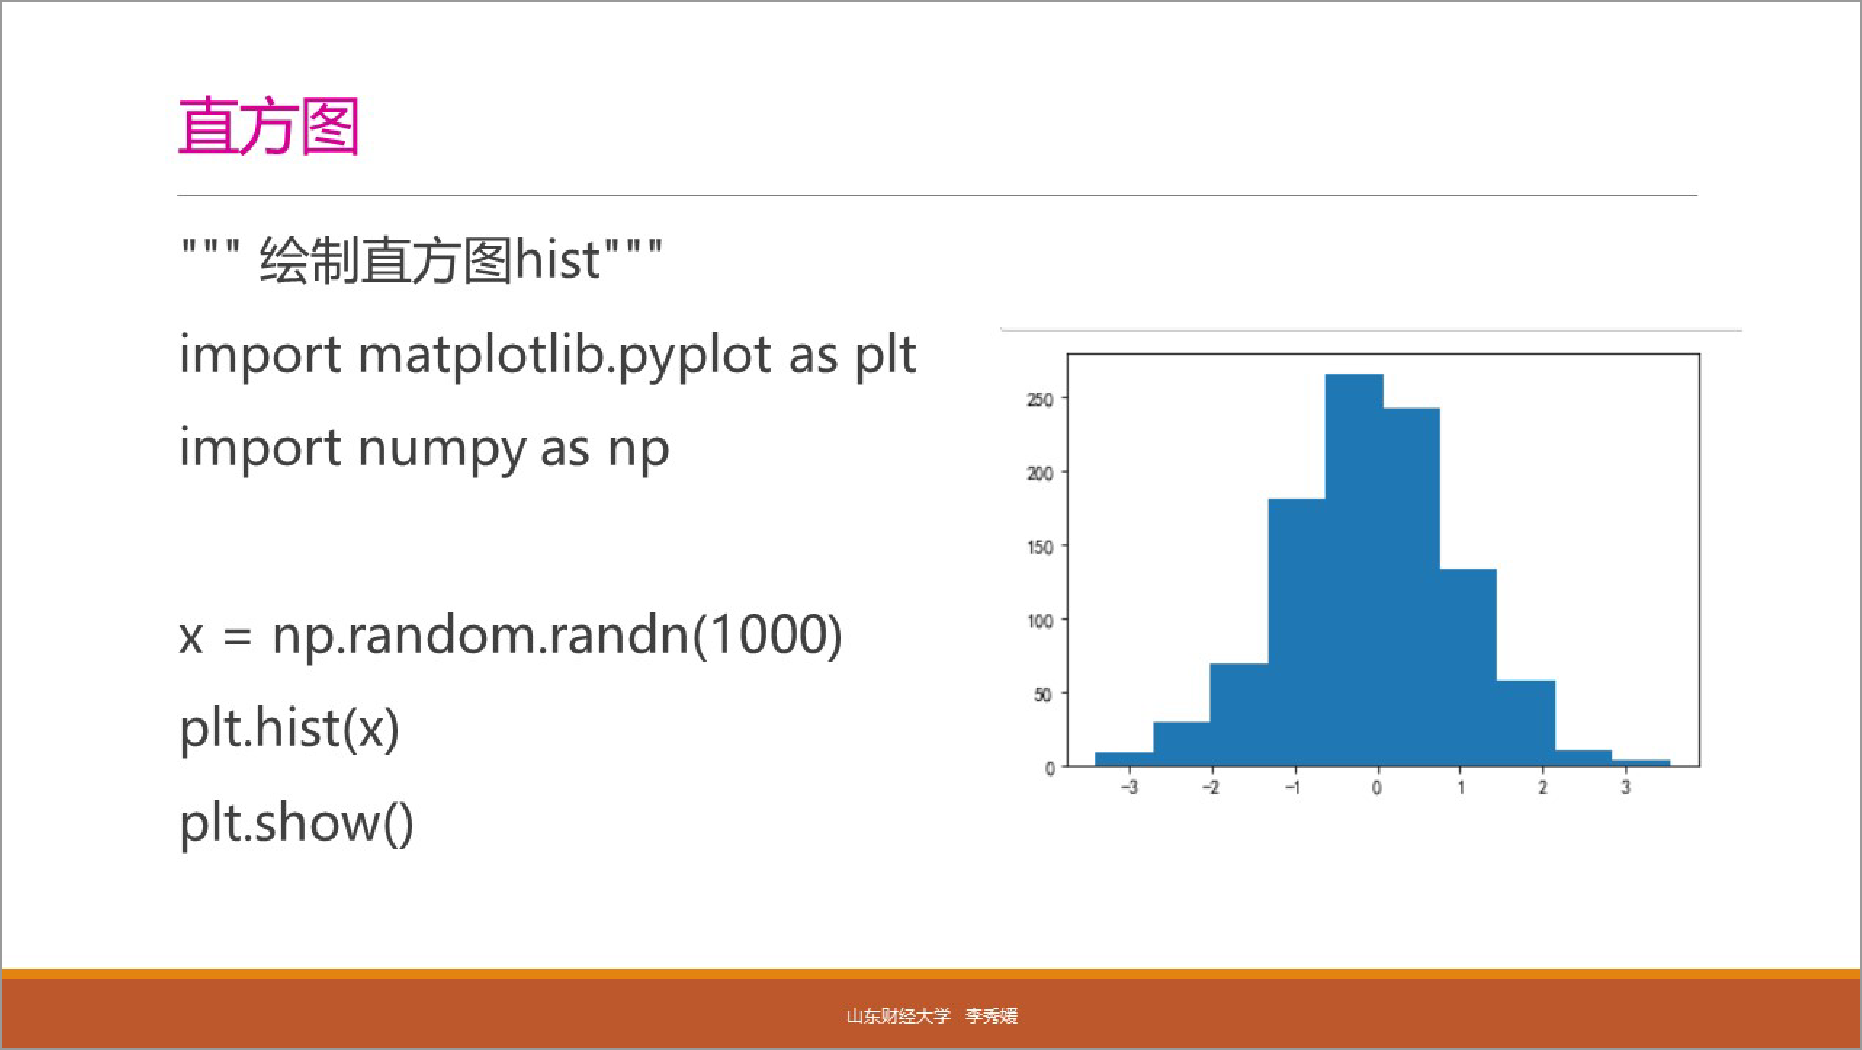 直方图
""" 绘制直方图hist"""
import matplotlib.pyplot as plt
import numpy as np
x = np.random.randn(1000)
plt.hist(x)
plt.show()
250
200
150
100
50
0
−3 −2 −1 0 1 2 3
山东财经大学 李秀媛